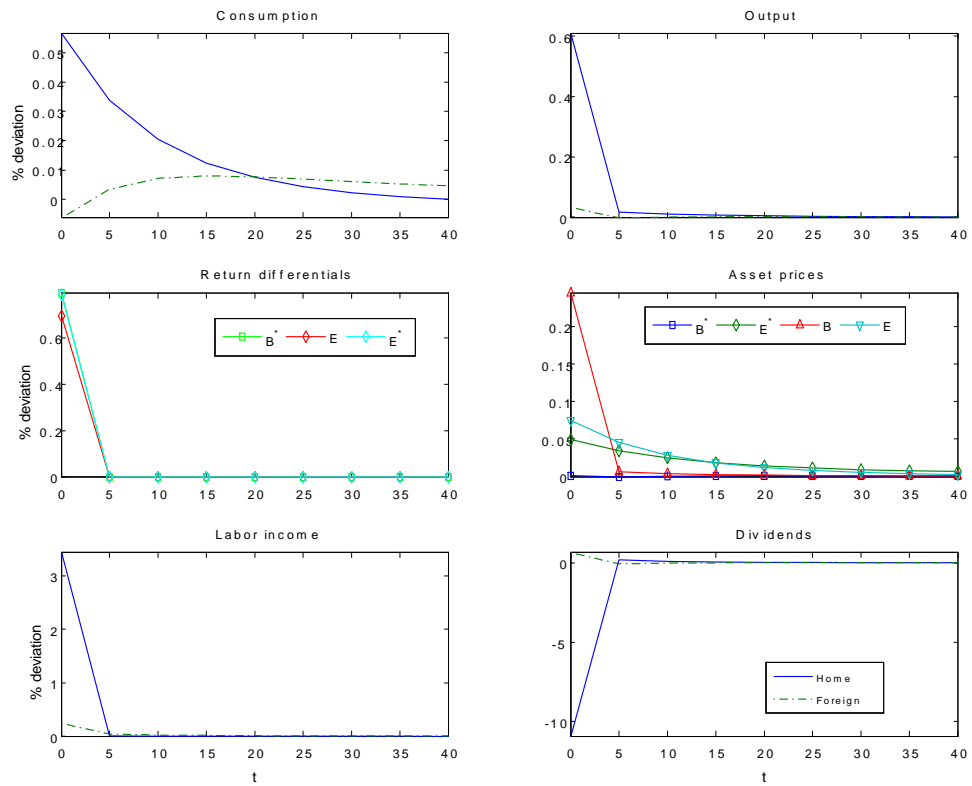 Consumption
% deviation
0.05
0.04
0.03
0.02
0.01
0
0 5 10 15 20 25 30 35 40
Output
0.6
0.4
0.2
0
0 5 10 15 20 25 30 35 40
Return differentials
% deviation
0.6
0.4
0.2
0
B* E E*
0 5 10 15 20 25 30 35 40
Asset prices
0.2
0.15
0.1
0.05
0
B* E* B E
0 5 10 15 20 25 30 35 40
Labor income
% deviation
3
2
1
0
0 5 10 15 20 25 30 35 40
t
Dividends
0
-5
-10
Home
Foreign
0 5 10 15 20 25 30 35 40
t